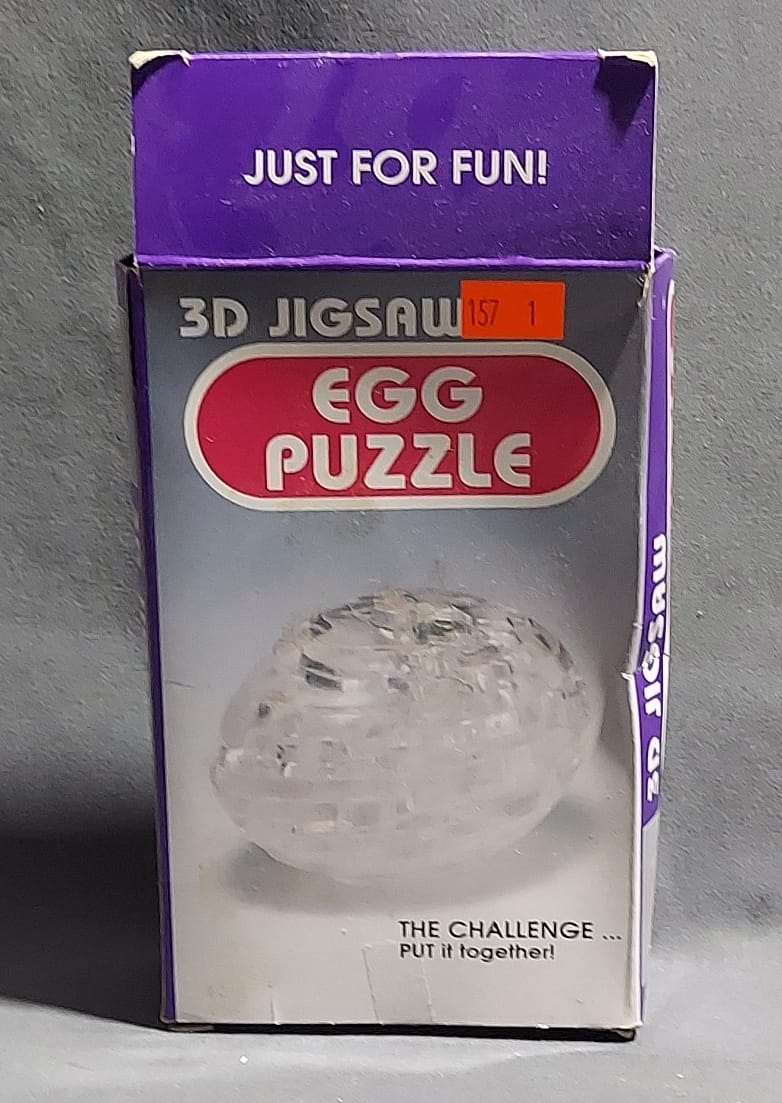 JUST FOR FUN!
3D JIGSAW
157 1
EGG
PUZZLE
3D JIGSAW
THE CHALLENGE ...
PUT it together!